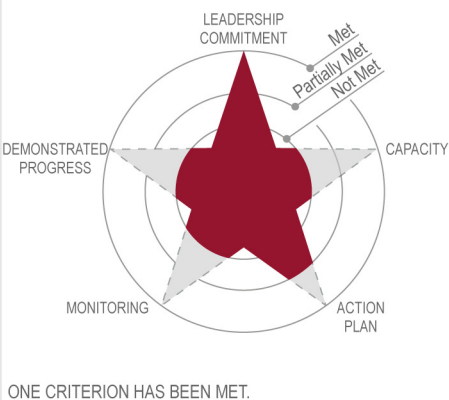 LEADERSHIP
COMMITMENT
Met
Partially Met
Not Met
DEMONSTRATED
PROGRESS
CAPACITY
MONITORING
ACTION
PLAN
ONE CRITERION HAS BEEN MET.